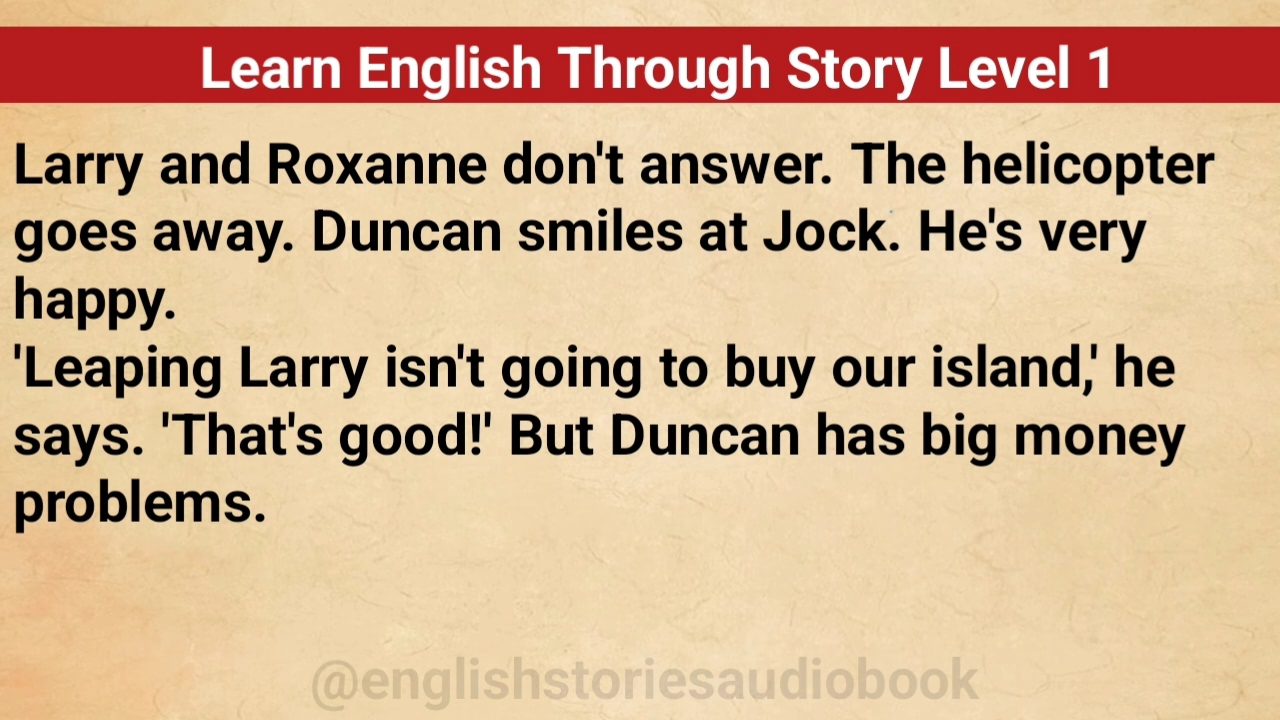 Learn English Through Story Level 1
Larry and Roxanne don't answer. The helicopter
goes away. Duncan smiles at Jock. He's very
happy.
'Leaping Larry isn't going to buy our island,' he
says. 'That's good!' But Duncan has big money
problems.
@englishstoriesaudiobook